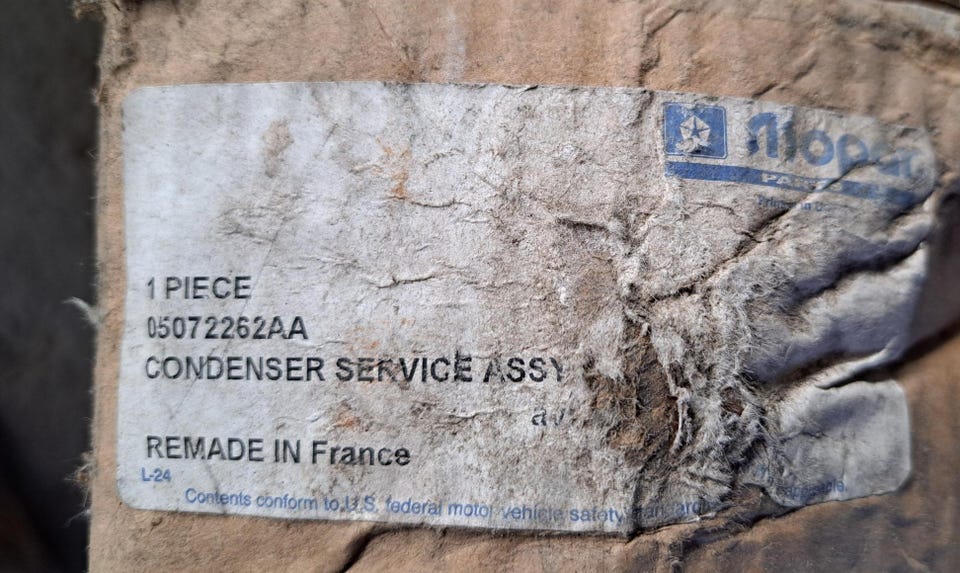 Mopar
1 PIECE
05072262AA
CONDENSER SERVICE ASSY
REMADE IN France
L-24
Contents conform to U.S. federal motor vehicle safety